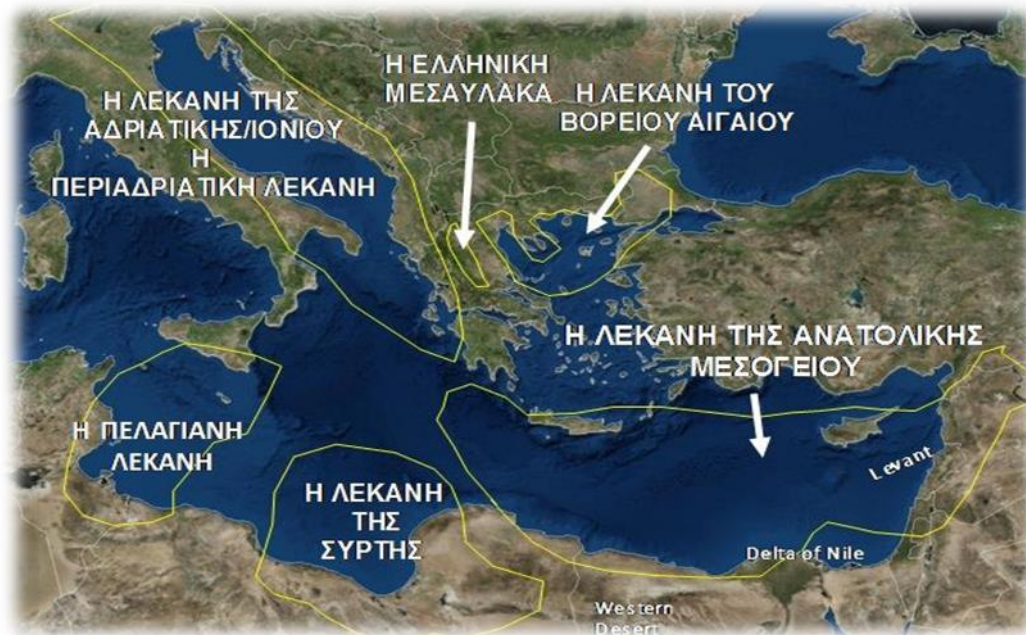 Η ΕΛΛΗΝΙΚΗ
ΜΕΣΑΥΛΑΚΑ
Η ΛΕΚΑΝΗ ΤΟΥ
ΒΟΡΕΙΟΥ ΑΙΓΑΙΟΥ
Η ΛΕΚΑΝΗ ΤΗΣ
ΑΔΡΙΑΤΙΚΗΣ/ΙΟΝΙΟΥ
Η
ΠΕΡΙΑΔΡΙΑΤΙΚΗ ΛΕΚΑΝΗ
Η ΛΕΚΑΝΗ ΤΗΣ ΑΝΑΤΟΛΙΚΗΣ
ΜΕΣΟΓΕΙΟΥ
Η ΠΕΛΑΓΙΑΝΗ
ΛΕΚΑΝΗ
Levant
Η ΛΕΚΑΝΗ
ΤΗΣ
ΣΥΡΤΗΣ
Delta of Nile
Western
Desert